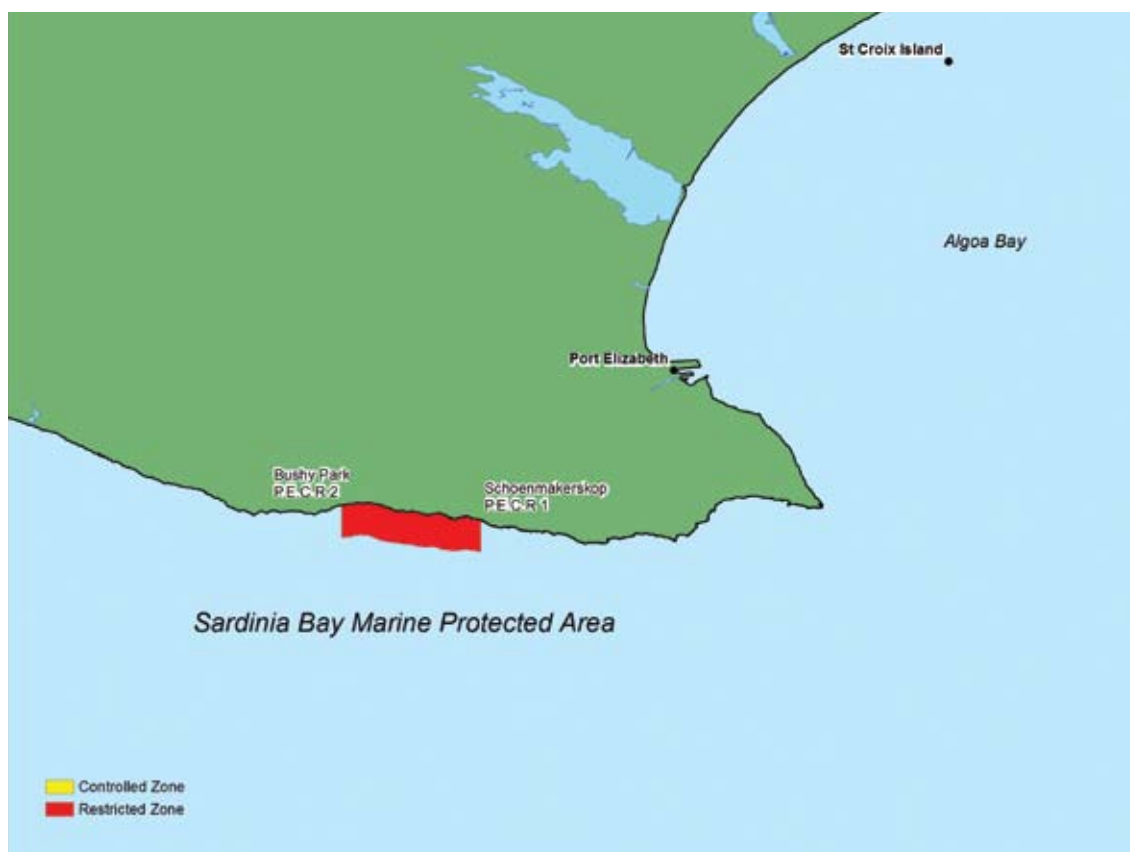 St Croix Island
Algoa Bay
Port Elizabeth
Bushy Park
P.E.C.R 2
Schoenmakerskop
P.E.C.R 1
Sardinia Bay Marine Protected Area
Controlled Zone
Restricted Zone